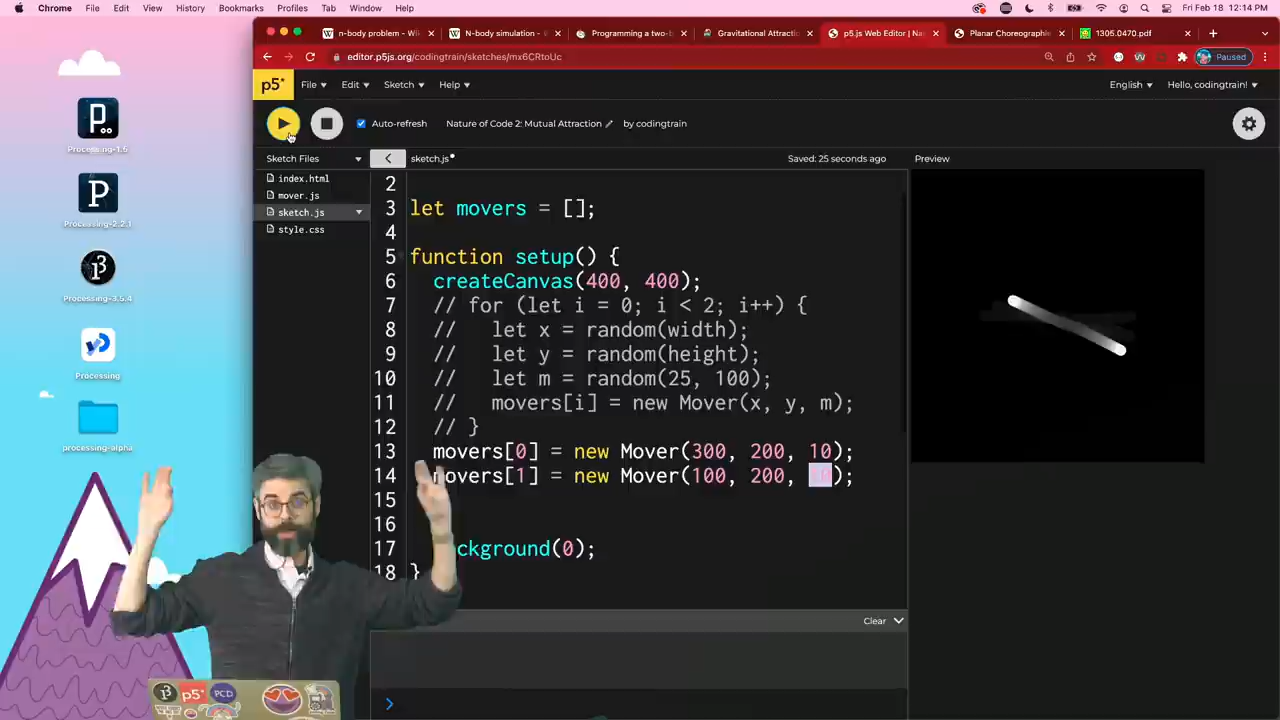 Chrome File Edit View History Bookmarks Profiles Tab Window Help Fri Feb 18 12:14 PM
n-body problem - Wi N-body simulation - W Programming a two-b Gravitational Attractio p5.js Web Editor | Na Planar Choreographie 1305.0470.pdf
editor.p5js.org/codingtrain/sketches/mx6CRtoUc Paused
p5* File Edit Sketch Help English Hello, codingtrain!
Auto-refresh Nature of Code 2: Mutual Attraction by codingtrain
Sketch Files sketch.js Saved: 25 seconds ago Preview
index.html
mover.js
sketch.js
style.css
2
3 let movers = [];
4
5 function setup() {
6 createCanvas(400, 400);
7 // for (let i = 0; i < 2; i++) {
8 // let x = random(width);
9 // let y = random(height);
10 // let m = random(25, 100);
11 // movers[i] = new Mover(x, y, m);
12 // }
13 movers[0] = new Mover(300, 200, 10);
14 movers[1] = new Mover(100, 200, 10);
15
16
17 ckground(0);
18 }
Clear
>
Processing-1.5
Processing-2.2.1
Processing-3.5.4
Processing
processing-alpha
p5* PCD